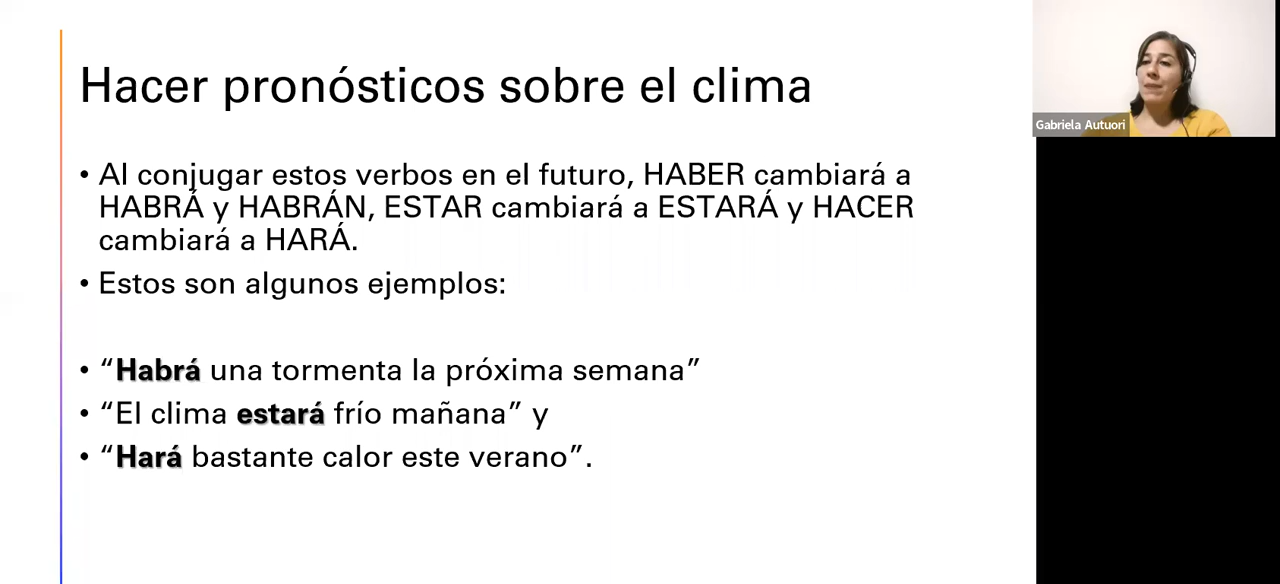 Hacer pronósticos sobre el clima
• Al conjugar estos verbos en el futuro, HABER cambiará a
HABRÁ y HABRÁN, ESTAR cambiará a ESTARÁ y HACER
cambiará a HARÁ.
• Estos son algunos ejemplos:
• “Habrá una tormenta la próxima semana”
• “El clima estará frío mañana” y
• “Hará bastante calor este verano”.
Gabriela Autuori